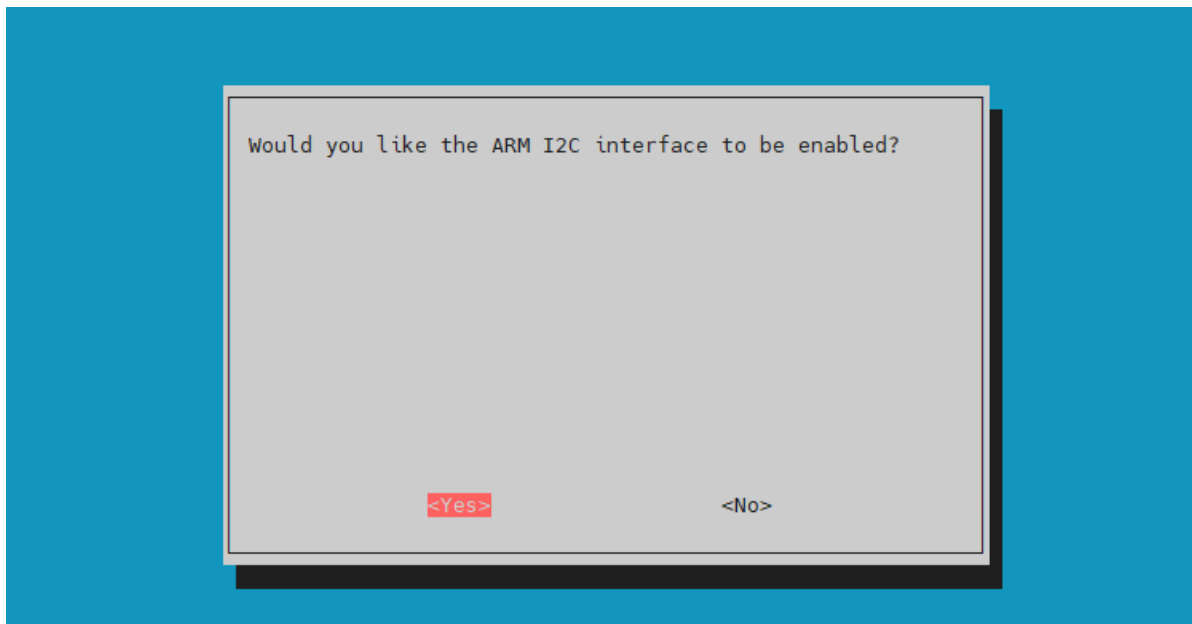 Would you like the ARM I2C interface to be enabled?
<Yes> <No>